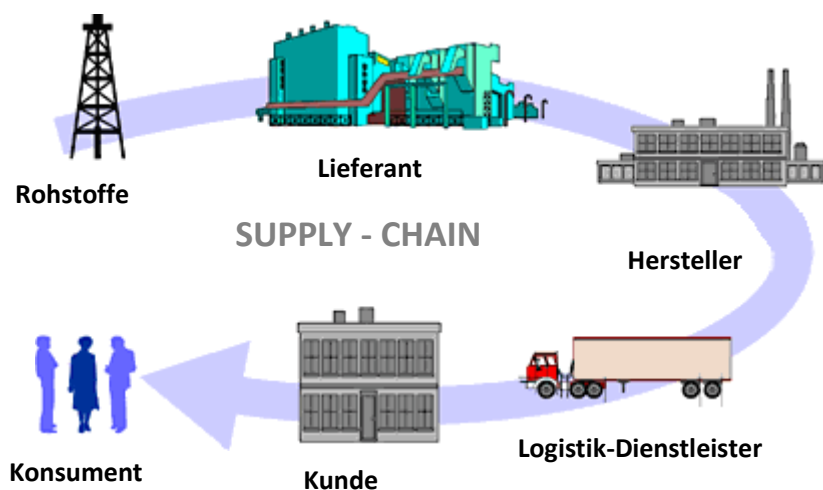 Rohstoffe
Lieferant
SUPPLY - CHAIN
Hersteller
Logistik-Dienstleister
Kunde
Konsument